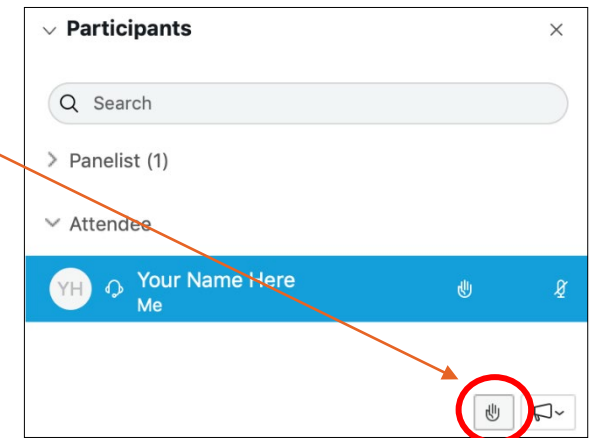 Participants
Search
Panelist (1)
Attendee
YH
Your Name Here
Me